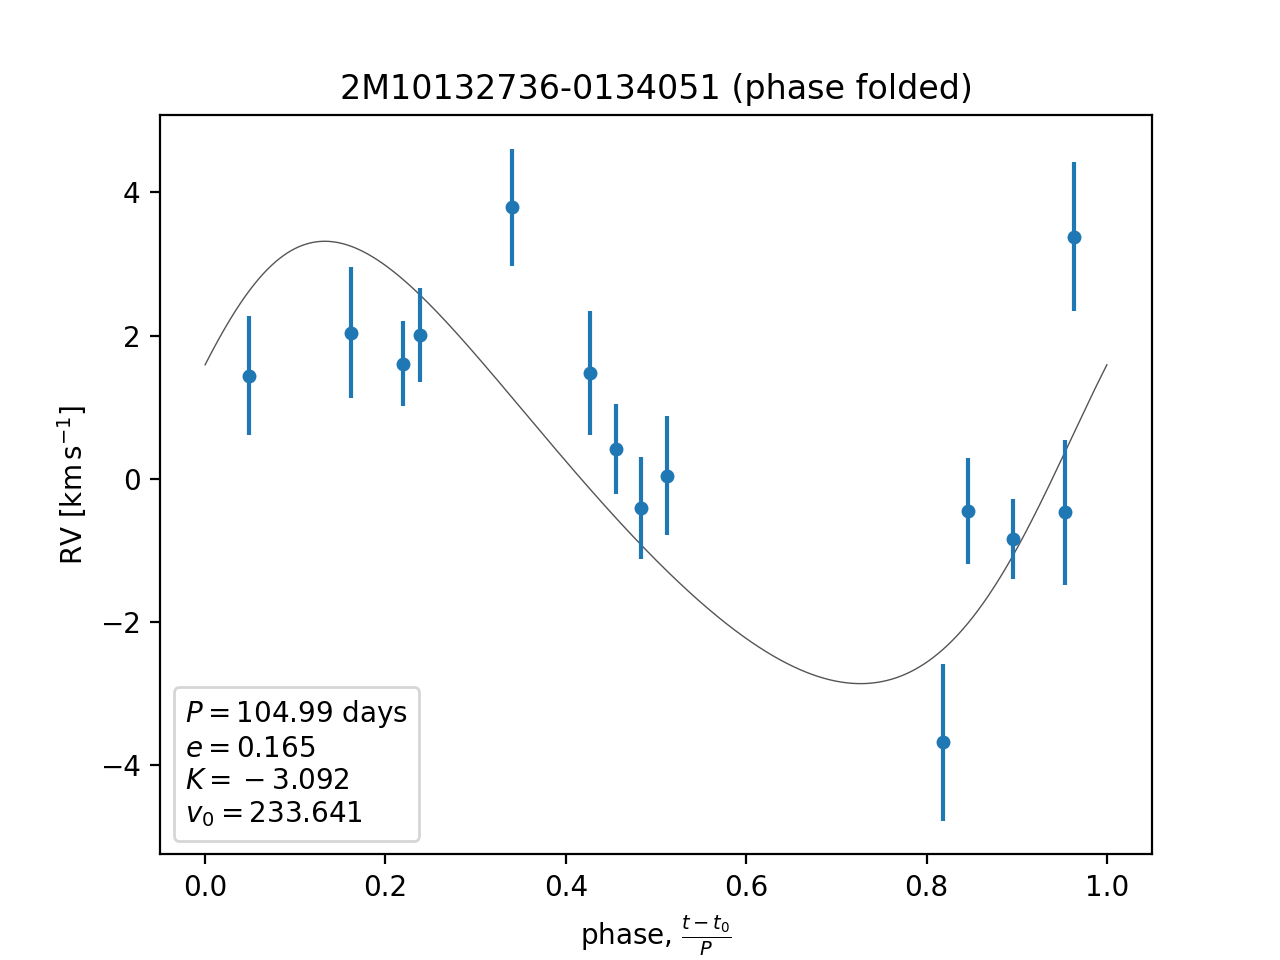 2M10132736-0134051 (phase folded)
RV [km s⁻¹]
4
2
0
−2
−4
P = 104.99 days
e = 0.165
K = −3.092
v₀ = 233.641
0.0 0.2 0.4 0.6 0.8 1.0
phase, (t − t₀)/P